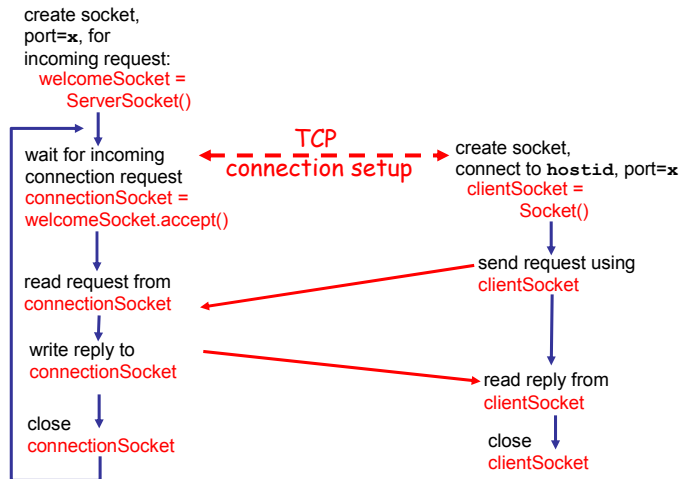 create socket,
port=x, for
incoming request:
welcomeSocket =
ServerSocket()
TCP
connection setup
wait for incoming
connection request
connectionSocket =
welcomeSocket.accept()
create socket,
connect to hostid, port=x
clientSocket =
Socket()
send request using
clientSocket
read request from
connectionSocket
write reply to
connectionSocket
read reply from
clientSocket
close
connectionSocket
close
clientSocket